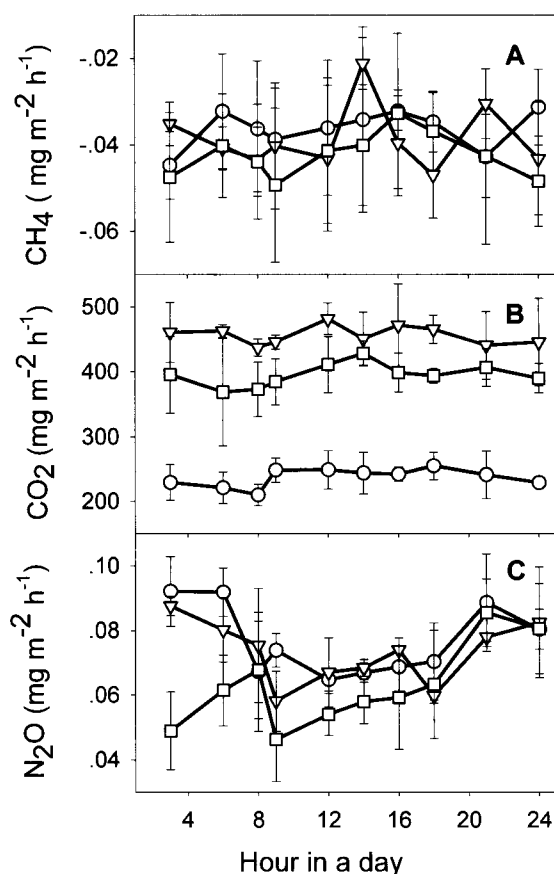 A
-.02
-.04
-.06
CH4 ( mg m−2 h−1)
B
500
400
300
200
CO2 (mg m−2 h−1)
C
.10
.08
.06
.04
N2O (mg m−2 h−1)
4 8 12 16 20 24
Hour in a day